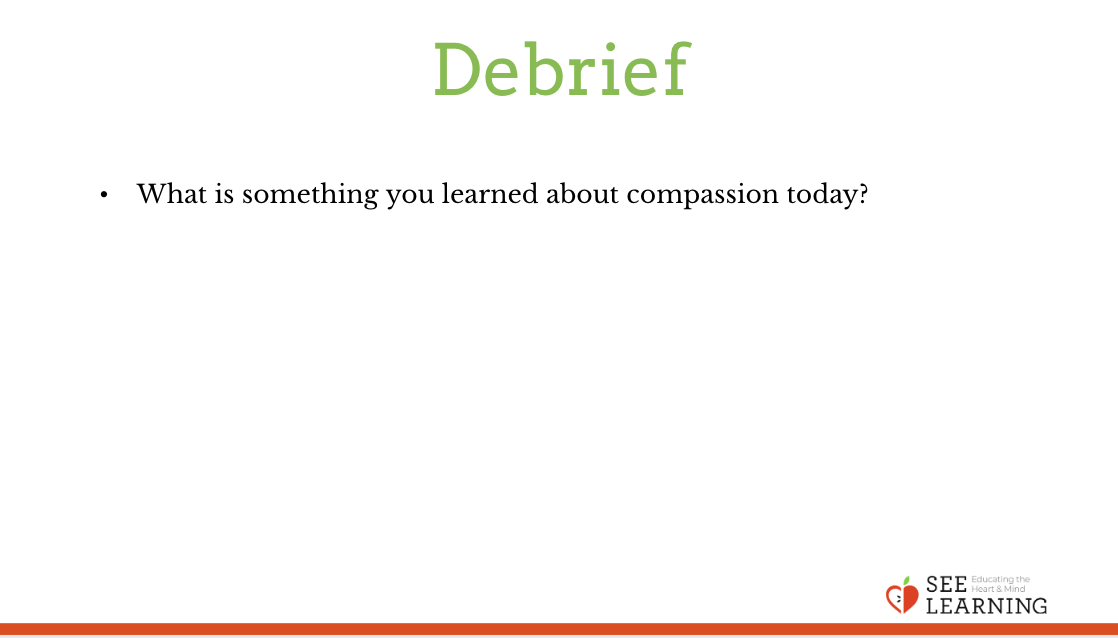 Debrief
• What is something you learned about compassion today?
SEE Educating the
Heart & Mind
LEARNING